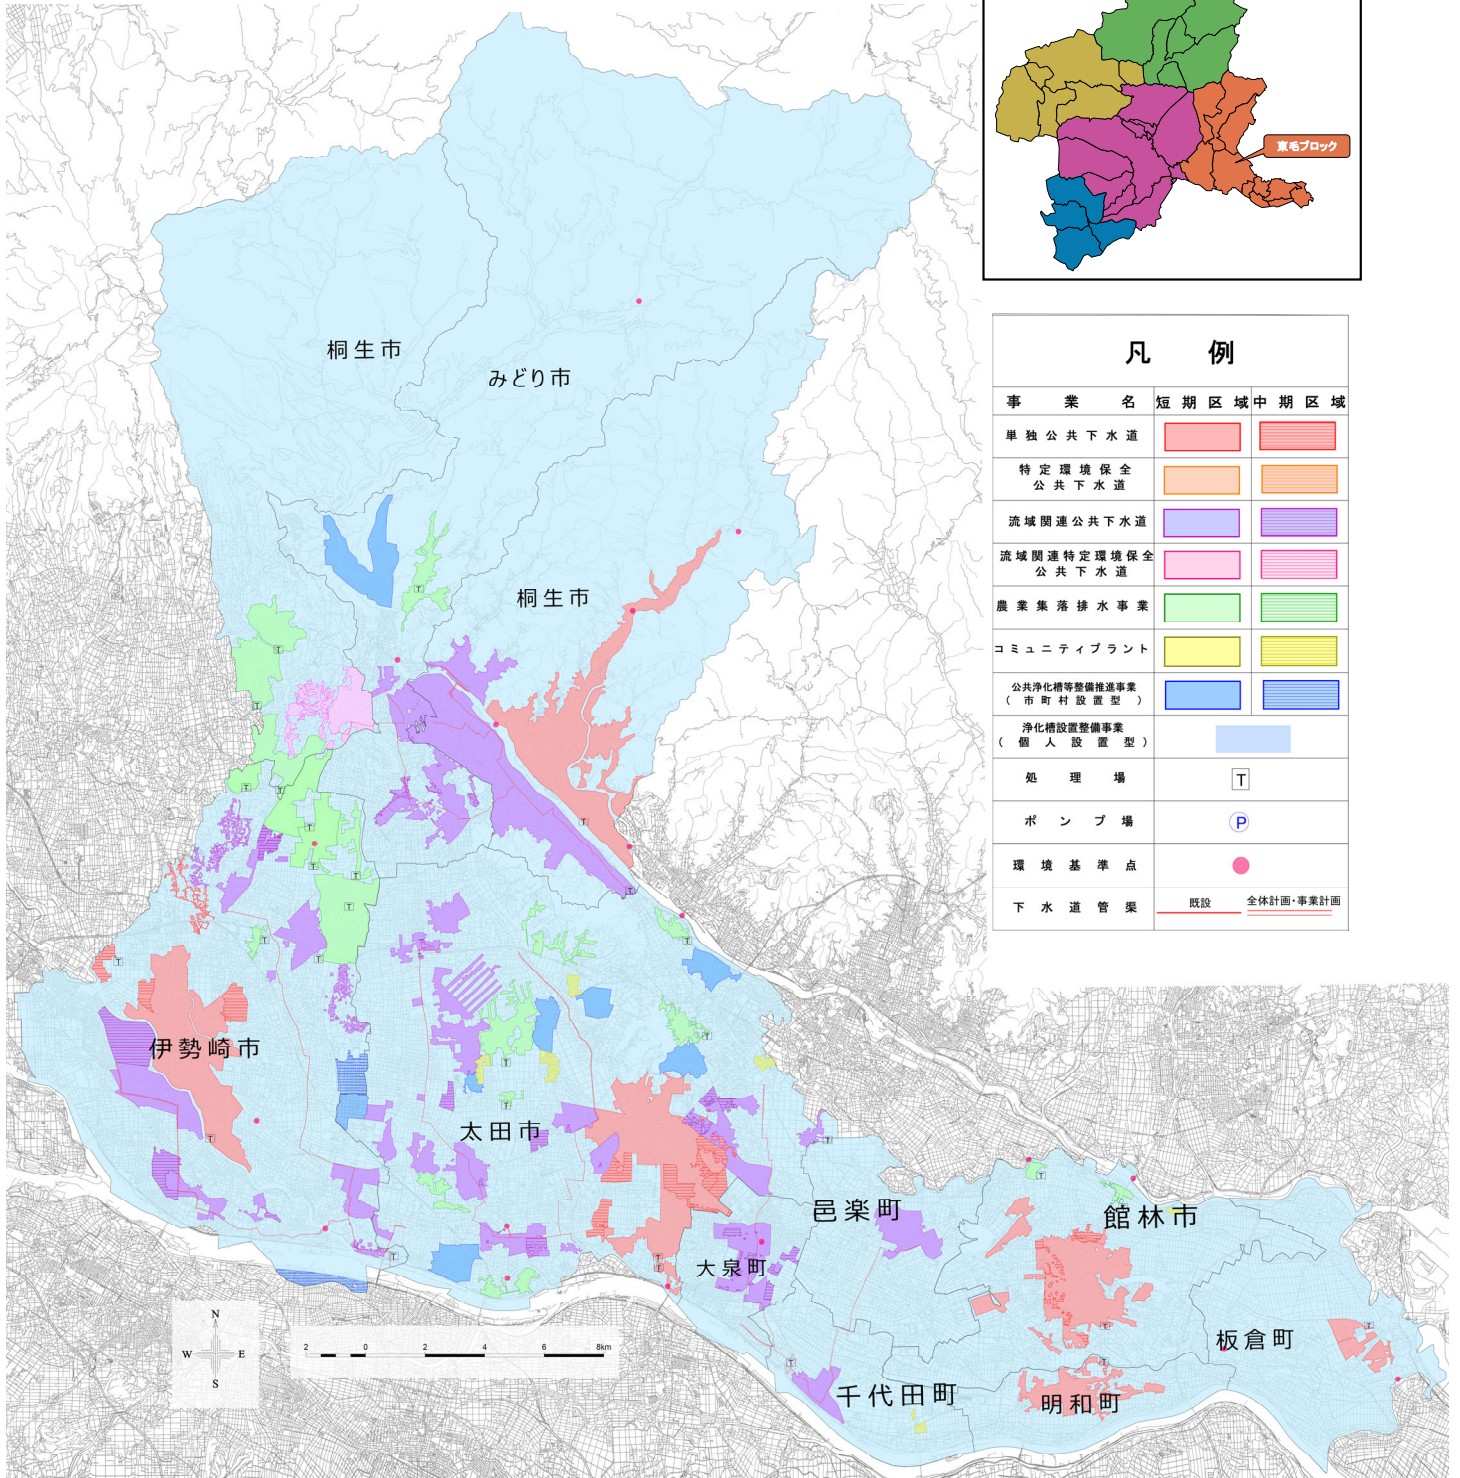 東毛ブロック
凡 例
事業名 短期区域 中期区域
単独公共下水道
特定環境保全
公共下水道
流域関連公共下水道
流域関連特定環境保全
公共下水道
農業集落排水事業
コミュニティプラント
公共浄化槽等整備推進事業
(市町村設置型)
浄化槽設置整備事業
(個人設置型)
処理場 T
ポンプ場 P
環境基準点
下水道管渠 既設 全体計画・事業計画
桐生市
みどり市
桐生市
伊勢崎市
太田市
邑楽町
館林市
大泉町
板倉町
千代田町
明和町
N
W E
S
2 0 2 4 6 8km